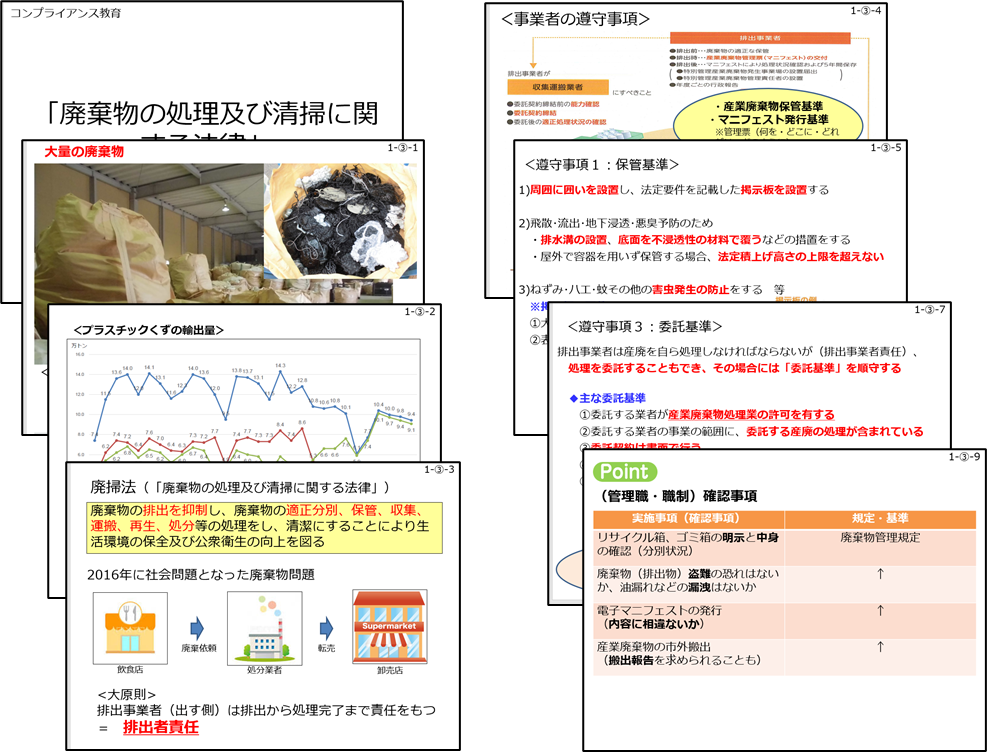 コンプライアンス教育
「廃棄物の処理及び清掃に関
する法律」
1-③-1
大量の廃棄物
1-③-2
<プラスチックくずの輸出量>
万トン
16.0
14.0
12.0
10.0
8.0
6.0
1-③-3
廃掃法（「廃棄物の処理及び清掃に関する法律」）
廃棄物の排出を抑制し、廃棄物の適正分別、保管、収集、
運搬、再生、処分等の処理をし、清潔にすることにより生
活環境の保全及び公衆衛生の向上を図る
2016年に社会問題となった廃棄物問題
Supermarket
廃棄依頼
転売
飲食店
処分業者
卸売店
<大原則>
排出事業者（出す側）は排出から処理完了まで責任をもつ
＝ 排出者責任
1-③-4
＜事業者の遵守事項＞
排出事業者
●排出前…廃棄物の適正な保管
●排出時…産業廃棄物管理票（マニフェスト）の交付
●排出後…マニフェストにより処理状況確認および5年間保存
●特別管理産業廃棄物発生事業場の設置届出
●特別管理産業廃棄物管理責任者の設置
●年度ごとの行政報告
排出事業者が
収集運搬業者
にすべきこと
●委託契約締結前の能力確認
●委託契約締結
●委託後の適正処理状況の確認
・産業廃棄物保管基準
・マニフェスト発行基準
※管理票（何を・どこに・どれ
1-③-5
＜遵守事項１：保管基準＞
1)周囲に囲いを設置し、法定要件を記載した掲示板を設置する
2)飛散・流出・地下浸透・悪臭予防のため
・排水溝の設置、底面を不浸透性の材料で覆うなどの措置をする
・屋外で容器を用いず保管する場合、法定積上げ高さの上限を超えない
3)ねずみ・ハエ・蚊その他の害虫発生の防止をする 等
1-③-7
＜遵守事項３：委託基準＞
排出事業者は産廃を自ら処理しなければならないが（排出事業者責任）、
処理を委託することもでき、その場合には「委託基準」を順守する
◆主な委託基準
①委託する業者が産業廃棄物処理業の許可を有する
②委託する業者の事業の範囲に、委託する産廃の処理が含まれている
③委託契約は書面で行う
1-③-9
Point
（管理職・職制）確認事項
実施事項（確認事項） 規定・基準
リサイクル箱、ゴミ箱の明示と中身
の確認（分別状況）
廃棄物管理規定
廃棄物（排出物）盗難の恐れはない
か、油漏れなどの漏洩はないか
↑
電子マニフェストの発行
（内容に相違ないか）
↑
産業廃棄物の市外搬出
（搬出報告を求められることも）
↑